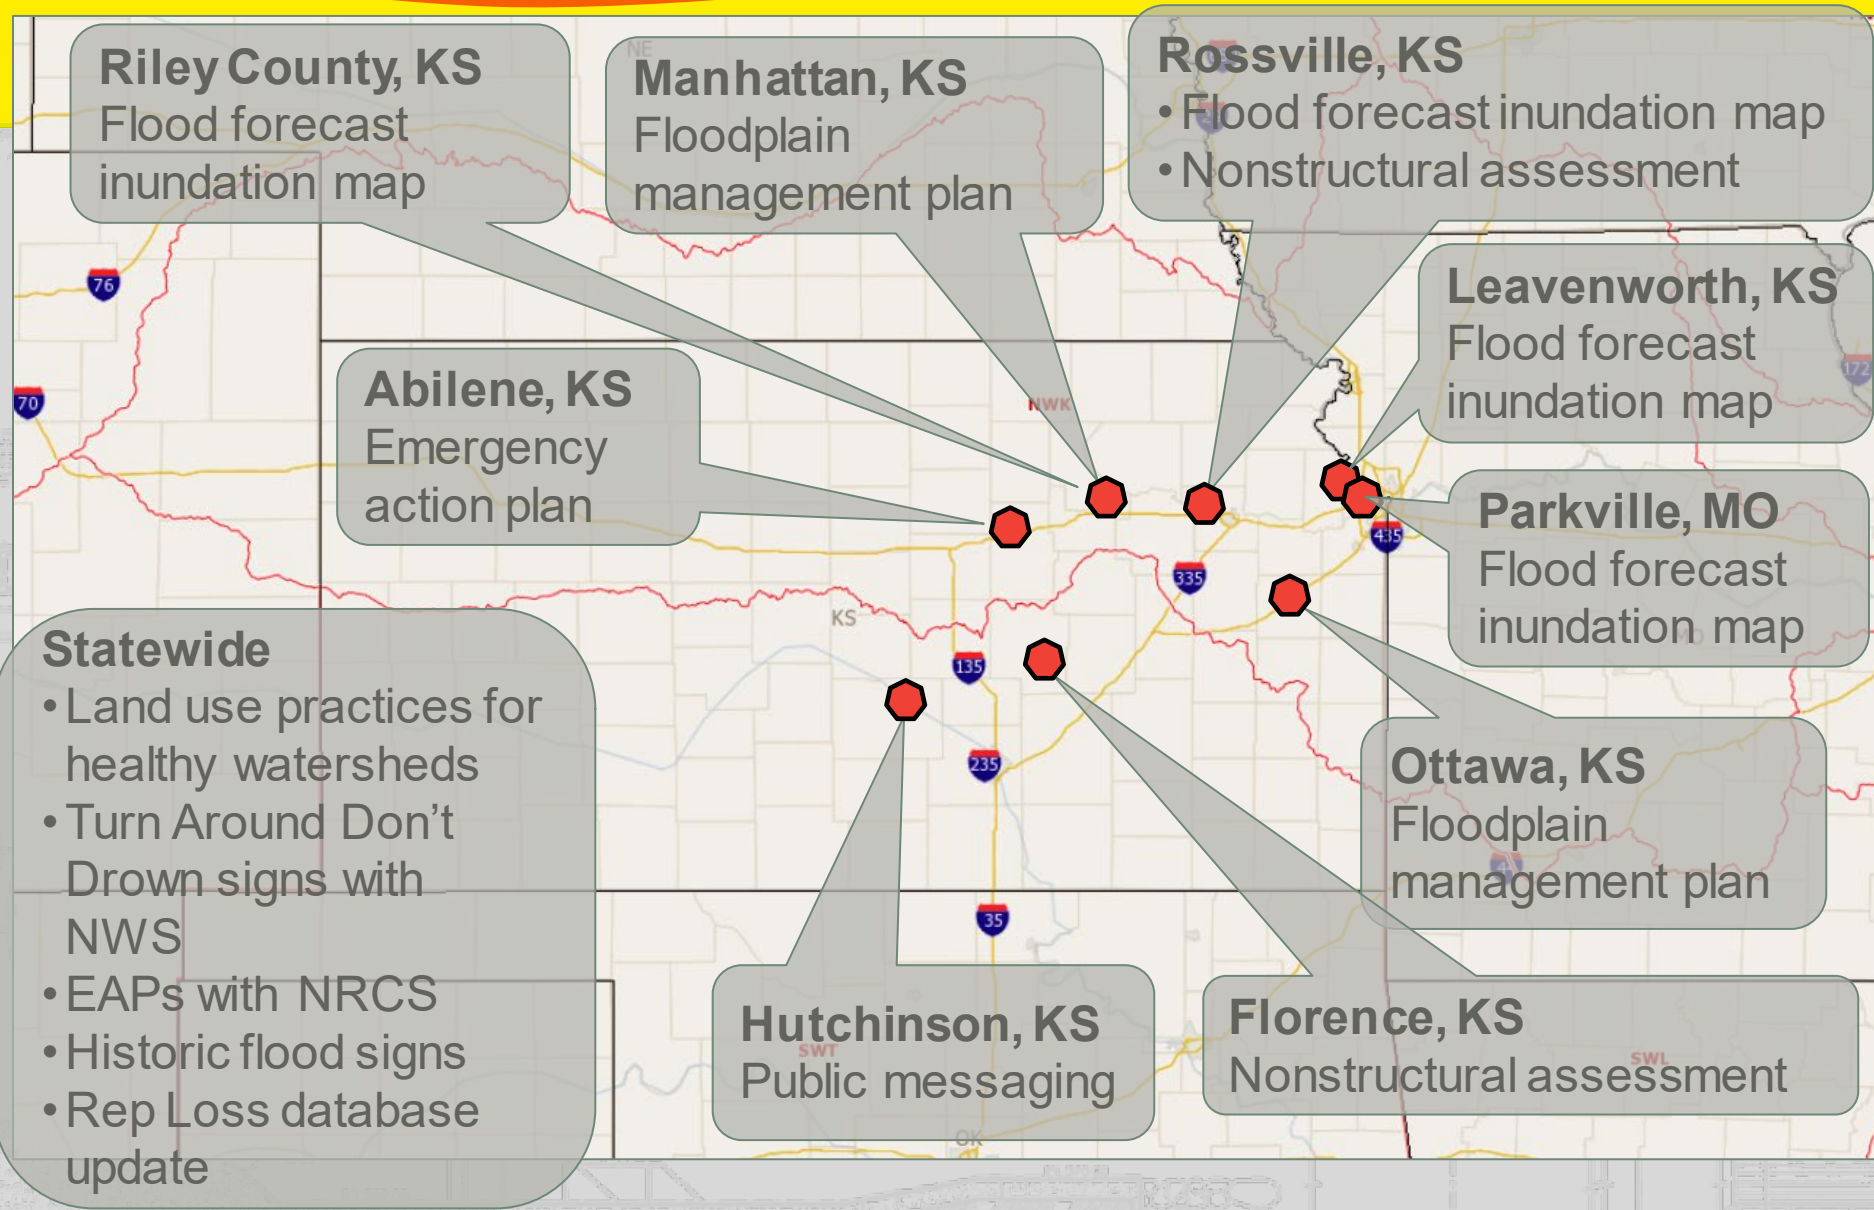 Riley County, KS
Flood forecast
inundation map
Manhattan, KS
Floodplain
management plan
Rossville, KS
• Flood forecast inundation map
• Nonstructural assessment
Leavenworth, KS
Flood forecast
inundation map
Abilene, KS
Emergency
action plan
Parkville, MO
Flood forecast
inundation map
Statewide
• Land use practices for
healthy watersheds
• Turn Around Don’t
Drown signs with
NWS
• EAPs with NRCS
• Historic flood signs
• Rep Loss database
update
Ottawa, KS
Floodplain
management plan
Hutchinson, KS
Public messaging
Florence, KS
Nonstructural assessment
NE
76
70
NWK
172
435
335
KS
MO
135
235
35
SWT
SWL
OK